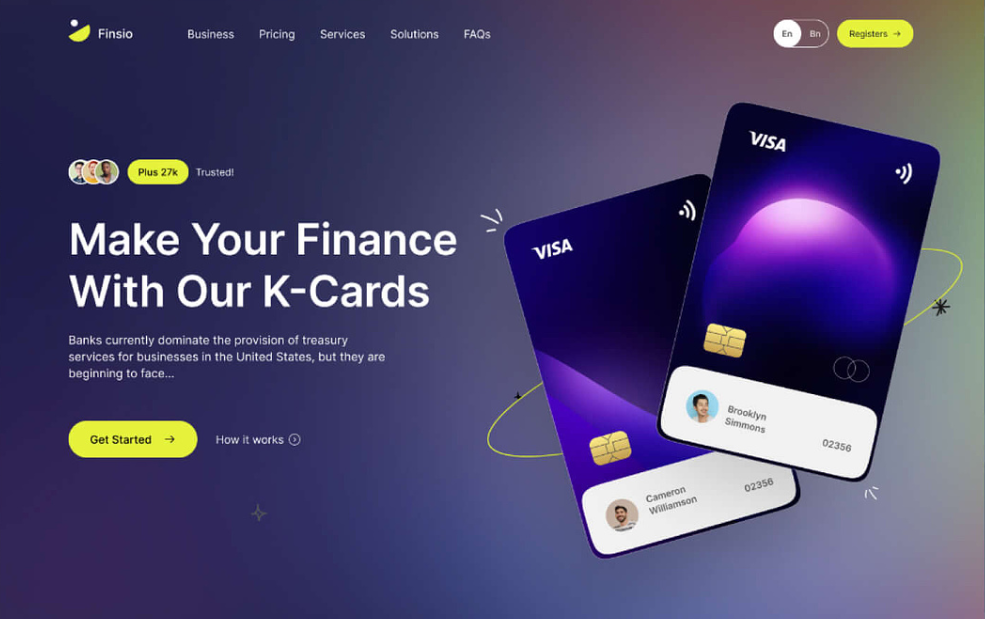 Finsio
Business
Pricing
Services
Solutions
FAQs
En
Bn
Registers →
Plus 27k
Trusted!
Make Your Finance
With Our K-Cards
Banks currently dominate the provision of treasury
services for businesses in the United States, but they are
beginning to face...
Get Started →
How it works
VISA
Cameron
Williamson
02356
VISA
Brooklyn
Simmons
02356